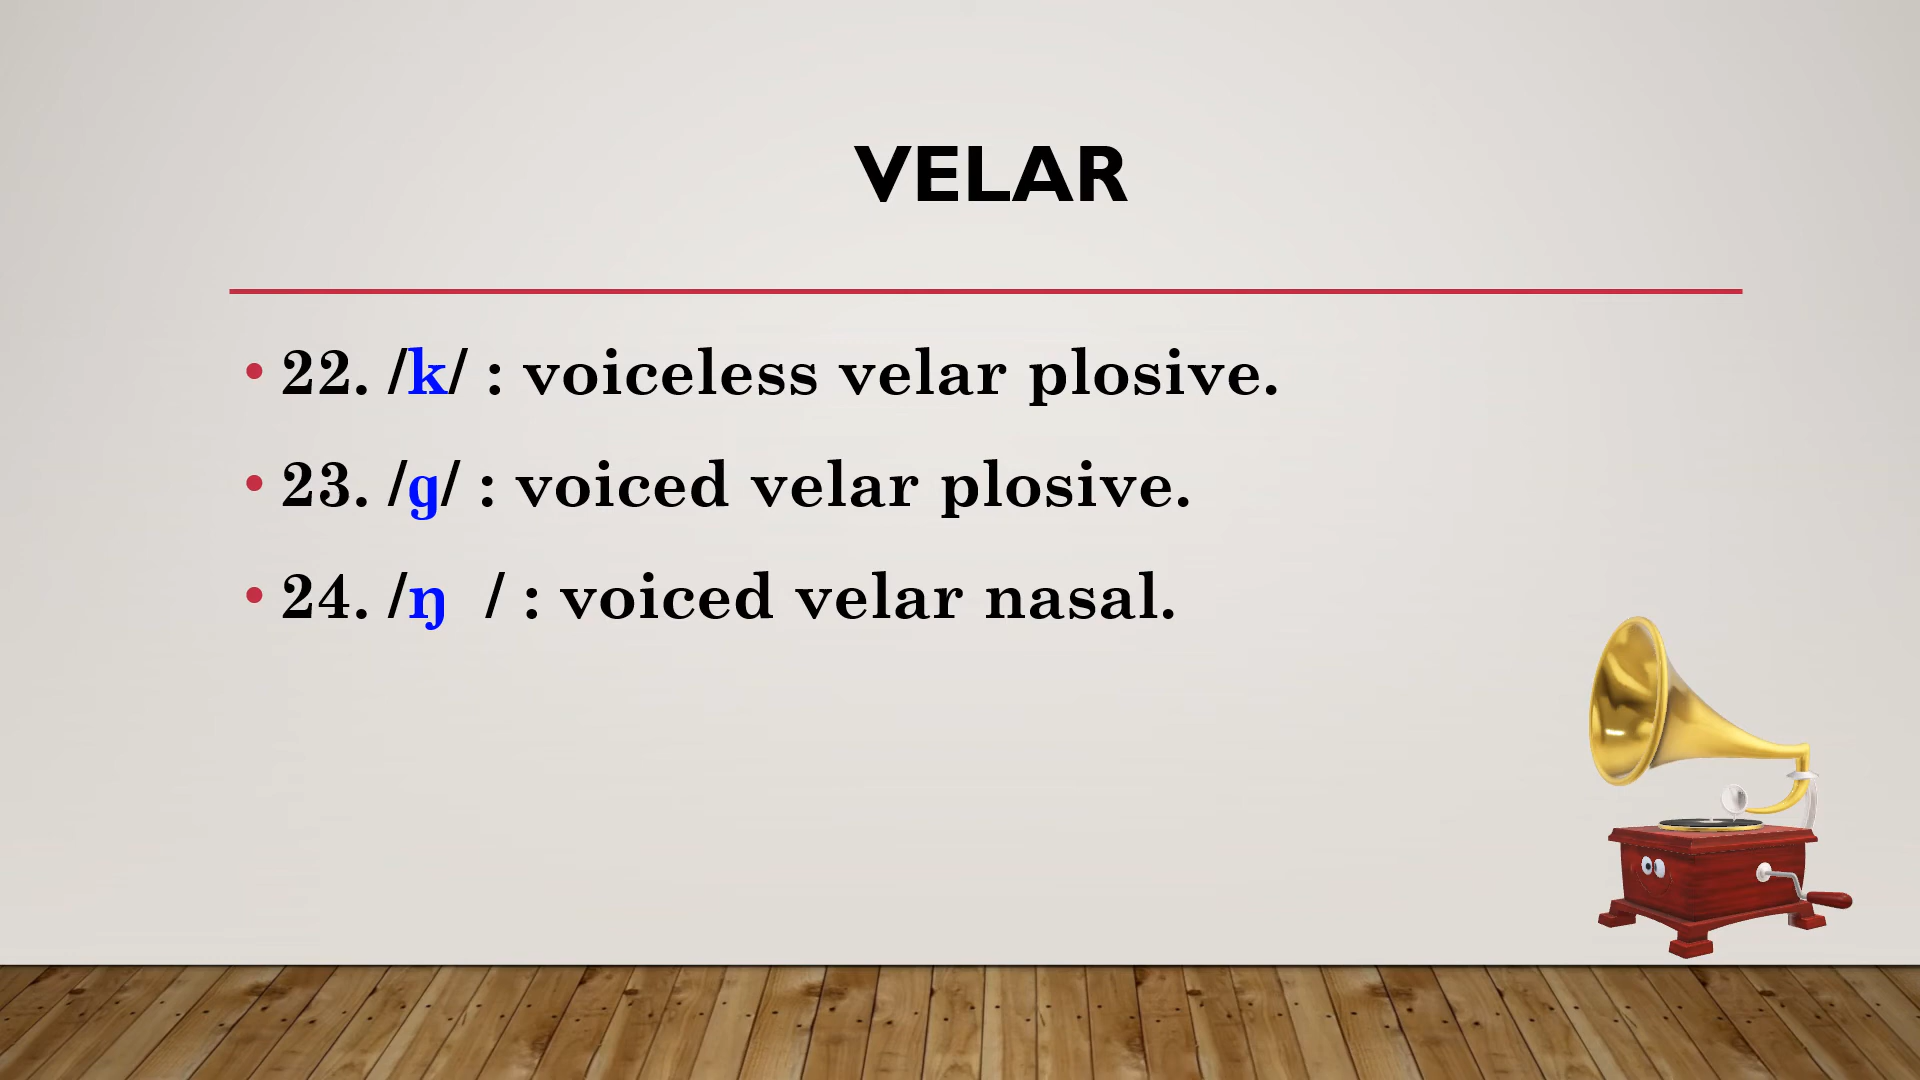 VELAR
• 22. /k/ : voiceless velar plosive.
• 23. /ɡ/ : voiced velar plosive.
• 24. /ŋ  / : voiced velar nasal.